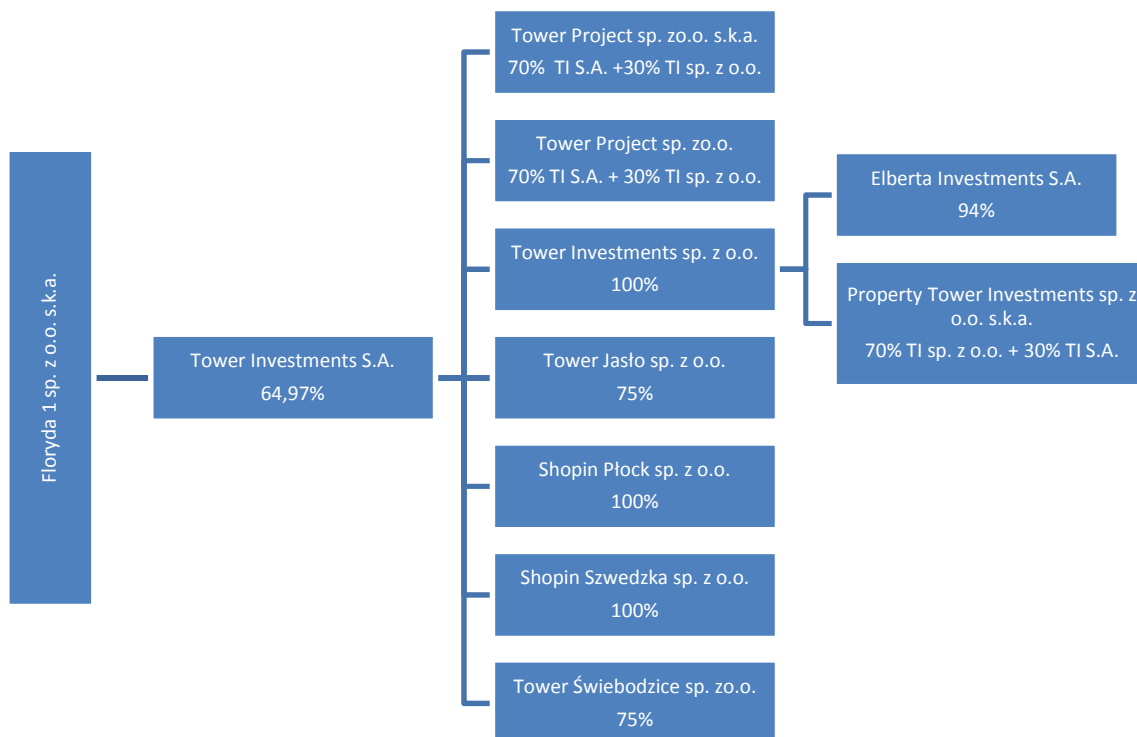 Floryda 1 sp. z o.o. s.k.a.
Tower Investments S.A.
64,97%
Tower Project sp. zo.o. s.k.a.
70% TI S.A. +30% TI sp. z o.o.
Tower Project sp. zo.o.
70% TI S.A. + 30% TI sp. z o.o.
Tower Investments sp. z o.o.
100%
Elberta Investments S.A.
94%
Property Tower Investments sp. z
o.o. s.k.a.
70% TI sp. z o.o. + 30% TI S.A.
Tower Jasło sp. z o.o.
75%
Shopin Płock sp. z o.o.
100%
Shopin Szwedzka sp. z o.o.
100%
Tower Świebodzice sp. zo.o.
75%